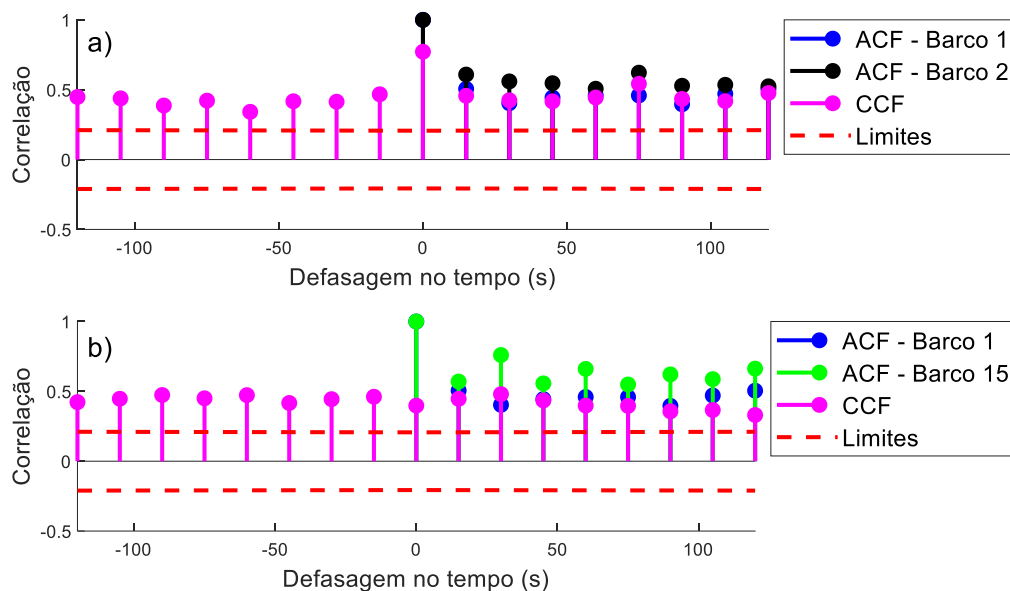 a)
1
0.5
0
-0.5
Correlação
-100
-50
0
50
100
Defasagem no tempo (s)
ACF - Barco 1
ACF - Barco 2
CCF
Limites
b)
1
0.5
0
-0.5
Correlação
-100
-50
0
50
100
Defasagem no tempo (s)
ACF - Barco 1
ACF - Barco 15
CCF
Limites